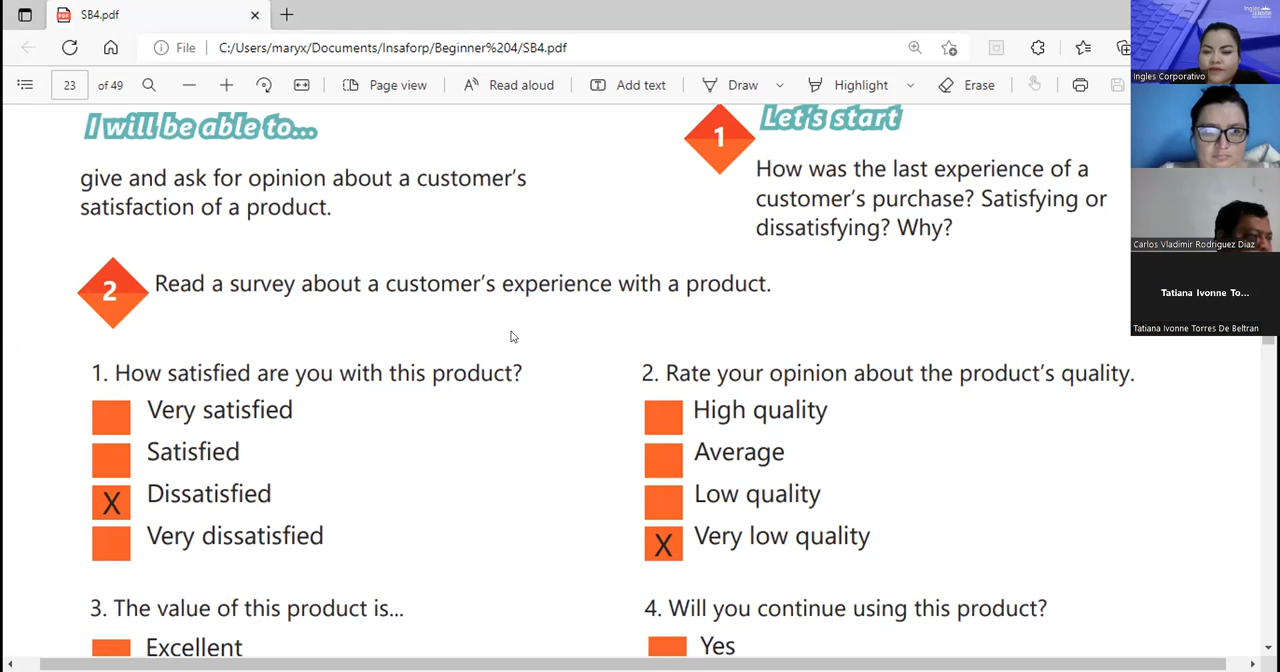 SB4.pdf
File
C:/Users/maryx/Documents/Insaforp/Beginner%204/SB4.pdf
23 of 49
Page view
Read aloud
Add text
Draw
Highlight
Erase
I will be able to...
give and ask for opinion about a customer's
satisfaction of a product.
1
Let's start
How was the last experience of a
customer's purchase? Satisfying or
dissatisfying? Why?
2
Read a survey about a customer's experience with a product.
1. How satisfied are you with this product?
Very satisfied
Satisfied
X Dissatisfied
Very dissatisfied
2. Rate your opinion about the product's quality.
High quality
Average
Low quality
X Very low quality
3. The value of this product is...
Excellent
4. Will you continue using this product?
Yes
Ingles Corporativo
Carlos Vladimir Rodriguez Diaz
Tatiana Ivonne To...
Tatiana Ivonne Torres De Beltran